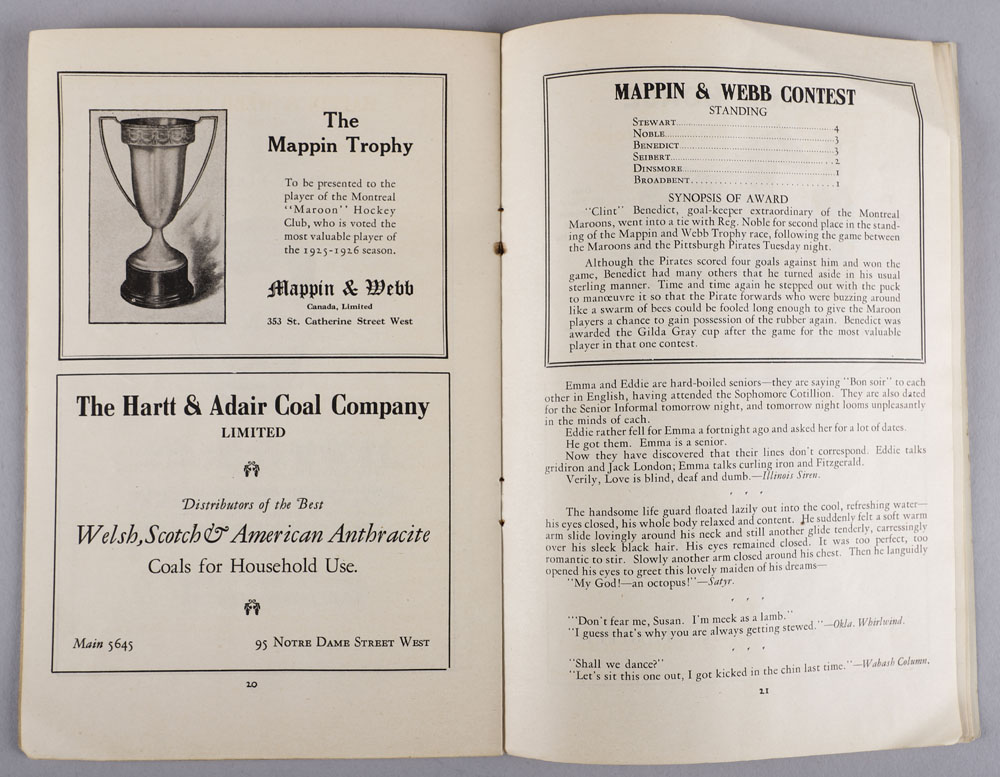 The
Mappin Trophy
To be presented to the
player of the Montreal
"Maroon" Hockey
Club, who is voted the
most valuable player of
the 1925-1926 season.
Mappin & Webb
Canada, Limited
353 St. Catherine Street West
The Hartt & Adair Coal Company
LIMITED
Distributors of the Best
Welsh, Scotch & American Anthracite
Coals for Household Use.
Main 5645 95 Notre Dame Street West
20
MAPPIN & WEBB CONTEST
STANDING
Stewart 4
Noble 3
Benedict 3
Seibert 2
Dinsmore 1
Broadbent 1
SYNOPSIS OF AWARD
"Clint" Benedict, goal-keeper extraordinary of the Montreal
Maroons, went into a tie with Reg. Noble for second place in the stand-
ing of the Mappin and Webb Trophy race, following the game between
the Maroons and the Pittsburgh Pirates Tuesday night.
Although the Pirates scored four goals against him and won the
game, Benedict had many others that he turned aside in his usual
sterling manner. Time and time again he stepped out with the puck
to manœuvre it so that the Pirate forwards who were buzzing around
like a swarm of bees could be fooled long enough to give the Maroon
players a chance to gain possession of the rubber again. Benedict was
awarded the Gilda Gray cup after the game for the most valuable
player in that one contest.
Emma and Eddie are hard-boiled seniors—they are saying "Bon soir" to each
other in English, having attended the Sophomore Cotillion. They are also dated
for the Senior Informal tomorrow night, and tomorrow night looms unpleasantly
in the minds of each.
Eddie rather fell for Emma a fortnight ago and asked her for a lot of dates.
He got them. Emma is a senior.
Now they have discovered that their lines don't correspond. Eddie talks
gridiron and Jack London; Emma talks curling iron and Fitzgerald.
Verily, Love is blind, deaf and dumb.—Illinois Siren.
The handsome life guard floated lazily out into the cool, refreshing water—
his eyes closed, his whole body relaxed and content. He suddenly felt a soft warm
arm slide lovingly around his neck and still another glide tenderly, carressingly
over his sleek black hair. His eyes remained closed. It was too perfect, too
romantic to stir. Slowly another arm closed around his chest. Then he languidly
opened his eyes to greet this lovely maiden of his dreams—
"My God!—an octopus!"—Satyr.
"'Don't fear me, Susan. I'm meek as a lamb."
"I guess that's why you are always getting stewed."—Okla. Whirlwind.
"Shall we dance?"
"Let's sit this one out, I got kicked in the chin last time."—Wabash Column.
21